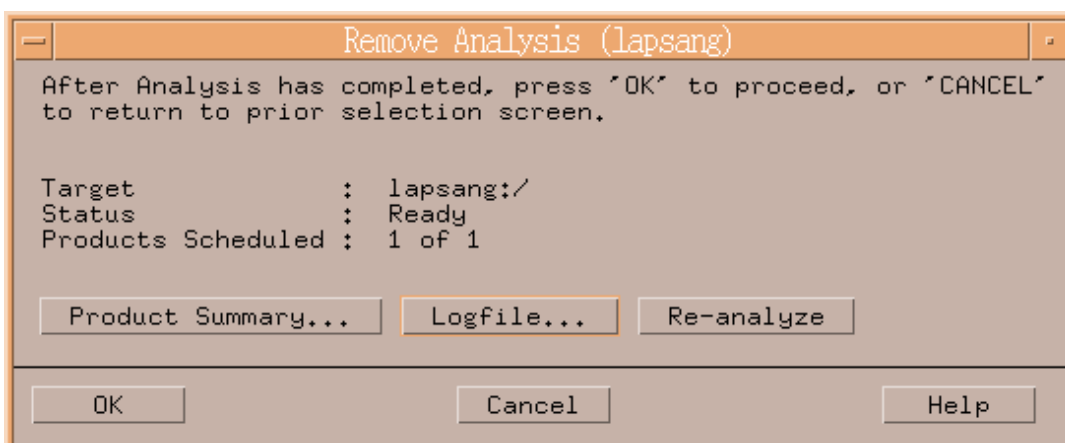 Remove Analysis (lapsang)
After Analysis has completed, press ´OK´ to proceed, or ´CANCEL´
to return to prior selection screen.
Target : lapsang:/
Status : Ready
Products Scheduled : 1 of 1
Product Summary... Logfile... Re-analyze
OK Cancel Help